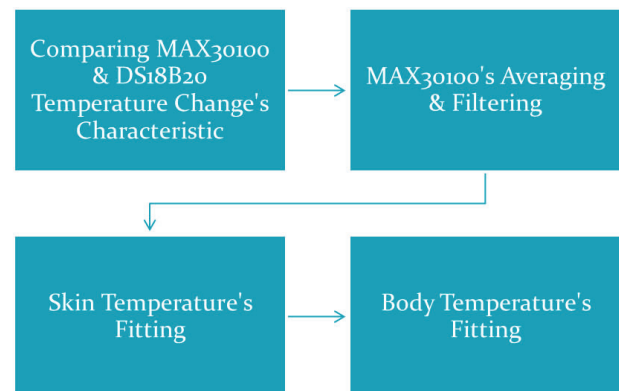 Comparing MAX30100
& DS18B20
Temperature Change's
Characteristic
MAX30100's Averaging
& Filtering
Skin Temperature's
Fitting
Body Temperature's
Fitting